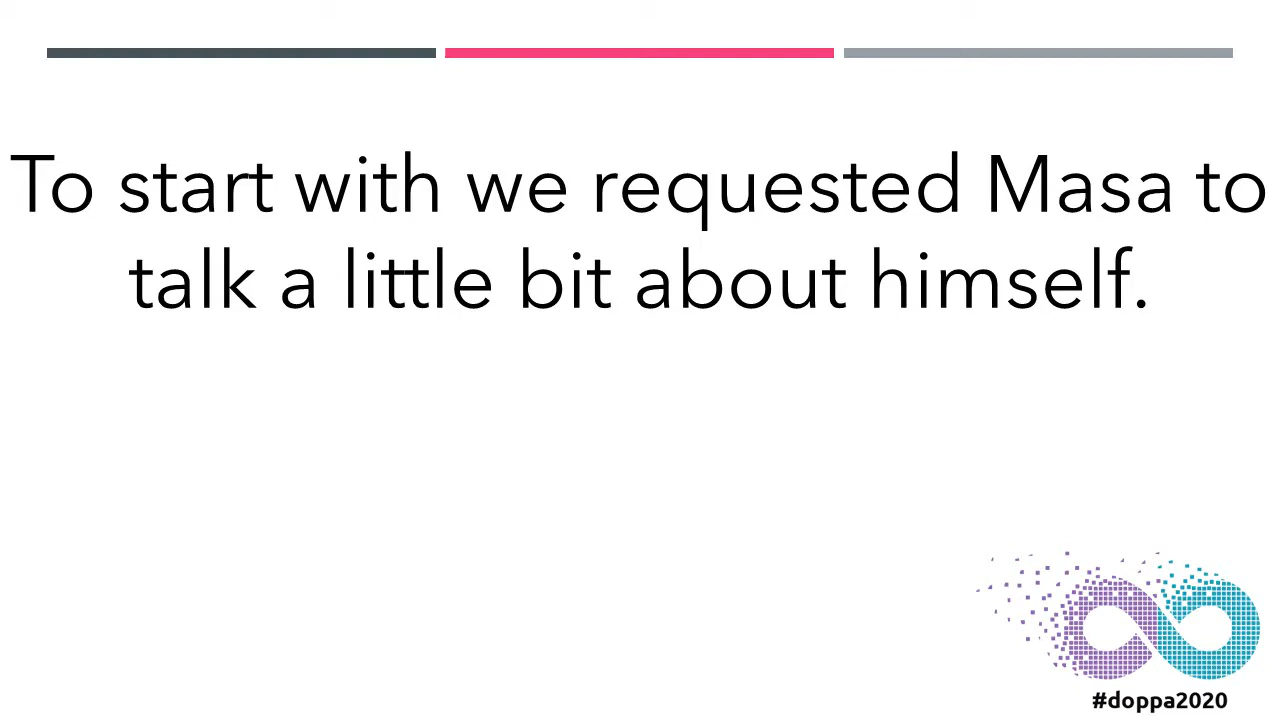 To start with we requested Masa to
talk a little bit about himself.
#doppa2020